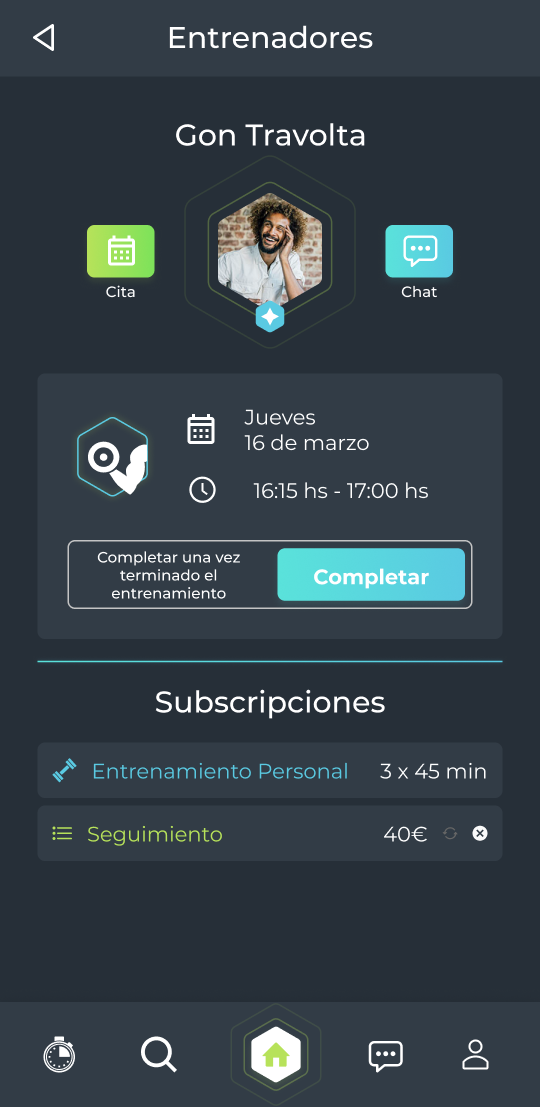 Entrenadores
Gon Travolta
Cita
Chat
Jueves
16 de marzo
16:15 hs - 17:00 hs
Completar una vez
terminado el
entrenamiento
Completar
Subscripciones
Entrenamiento Personal 3 x 45 min
Seguimiento 40€